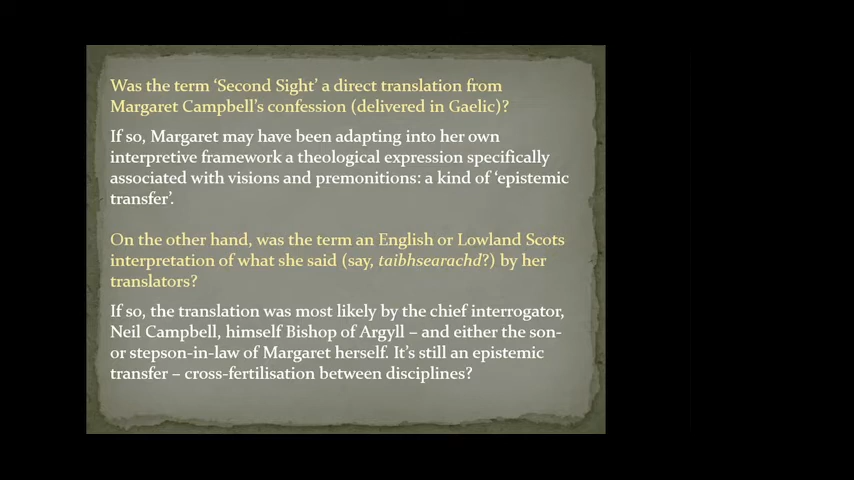 Was the term ‘Second Sight’ a direct translation from
Margaret Campbell’s confession (delivered in Gaelic)?
If so, Margaret may have been adapting into her own
interpretive framework a theological expression specifically
associated with visions and premonitions: a kind of ‘epistemic
transfer’.
On the other hand, was the term an English or Lowland Scots
interpretation of what she said (say, taibhsearachd?) by her
translators?
If so, the translation was most likely by the chief interrogator,
Neil Campbell, himself Bishop of Argyll – and either the son-
or stepson-in-law of Margaret herself. It’s still an epistemic
transfer – cross-fertilisation between disciplines?